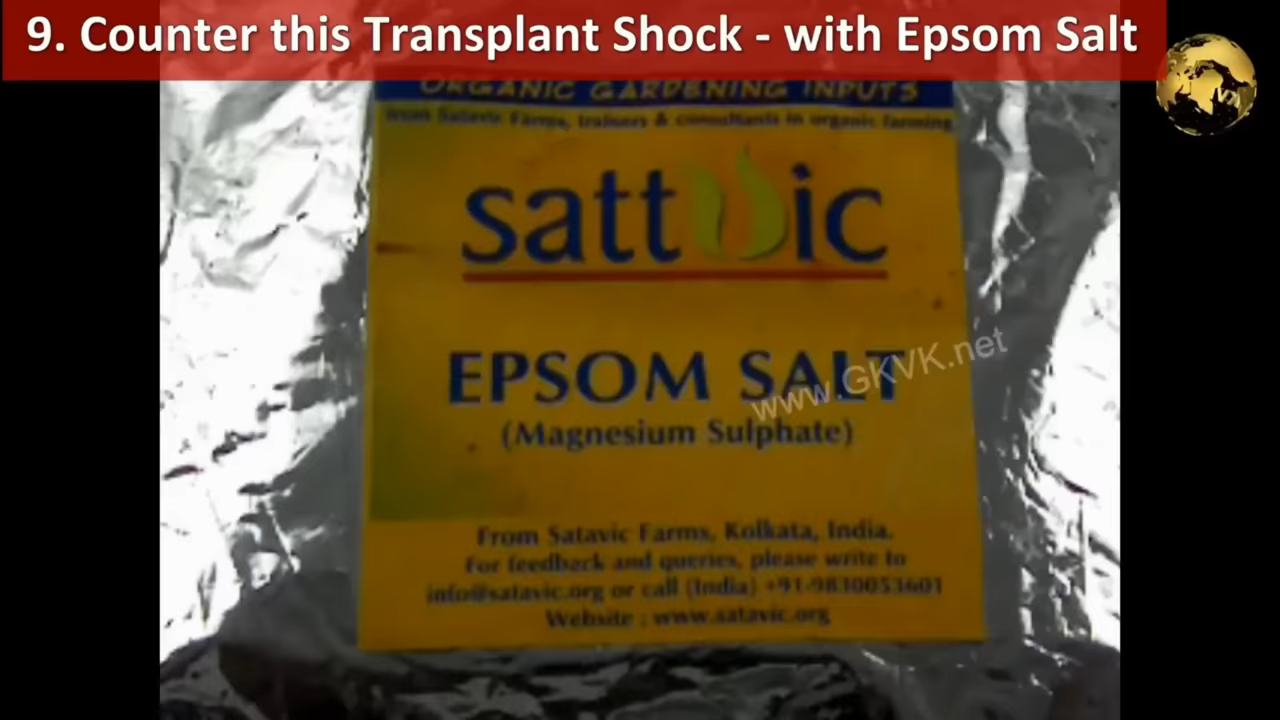 9. Counter this Transplant Shock - with Epsom Salt
ORGANIC GARDENING INPUTS
from Satavic Farms, trainers & consultants in organic farming
sattvic
EPSOM SALT
www.GKVK.net
(Magnesium Sulphate)
From Satavic Farms, Kolkata, India.
For feedback and queries, please write to
info@satavic.org or call (India) +91-9830053601
Website : www.satavic.org